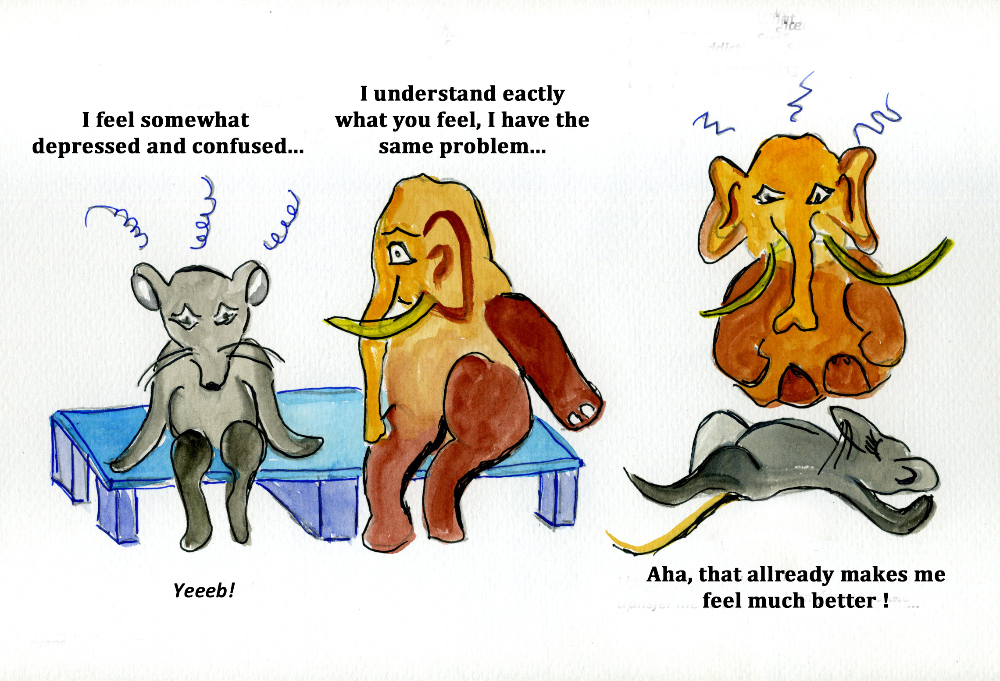 I feel somewhat
depressed and confused...
I understand eactly
what you feel, I have the
same problem...
Yeeeb!
Aha, that allready makes me
feel much better !